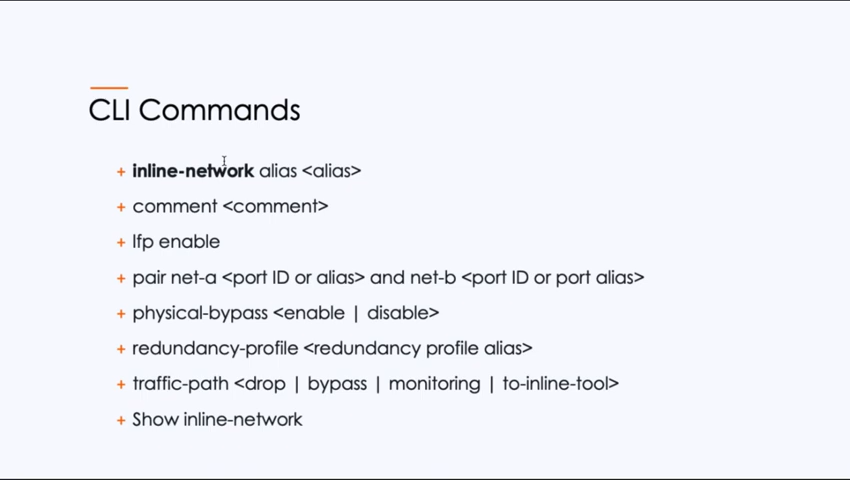 CLI Commands
+ inline-network alias <alias>
+ comment <comment>
+ lfp enable
+ pair net-a <port ID or alias> and net-b <port ID or port alias>
+ physical-bypass <enable | disable>
+ redundancy-profile <redundancy profile alias>
+ traffic-path <drop | bypass | monitoring | to-inline-tool>
+ Show inline-network